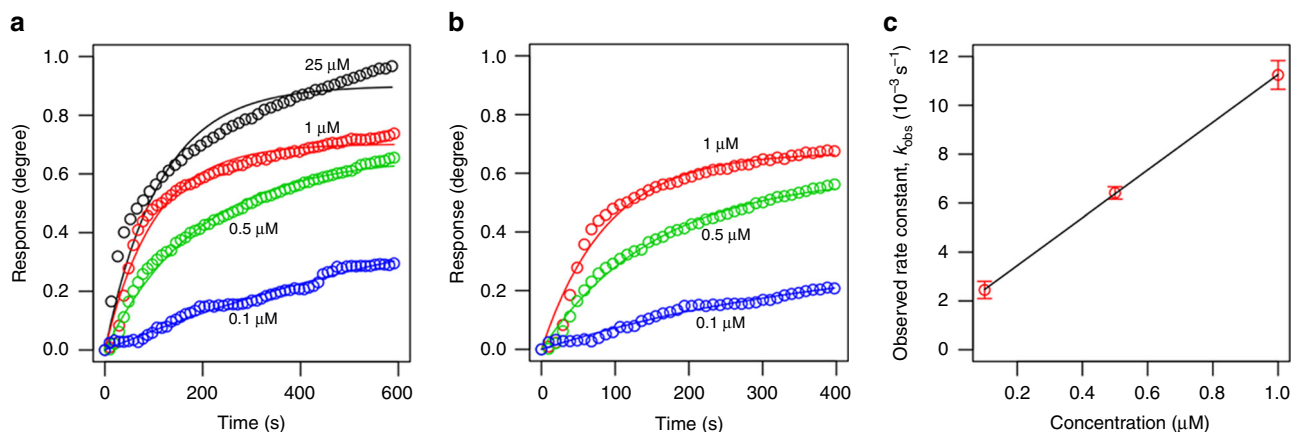 a
Response (degree)
1.0
0.8
0.6
0.4
0.2
0.0
25 μM
1 μM
0.5 μM
0.1 μM
0
200
400
600
Time (s)
b
Response (degree)
1.0
0.8
0.6
0.4
0.2
0.0
1 μM
0.5 μM
0.1 μM
0
100
200
300
400
Time (s)
c
Observed rate constant, kobs (10⁻³ s⁻¹)
12
10
8
6
4
2
0
0.2
0.4
0.6
0.8
1.0
Concentration (μM)